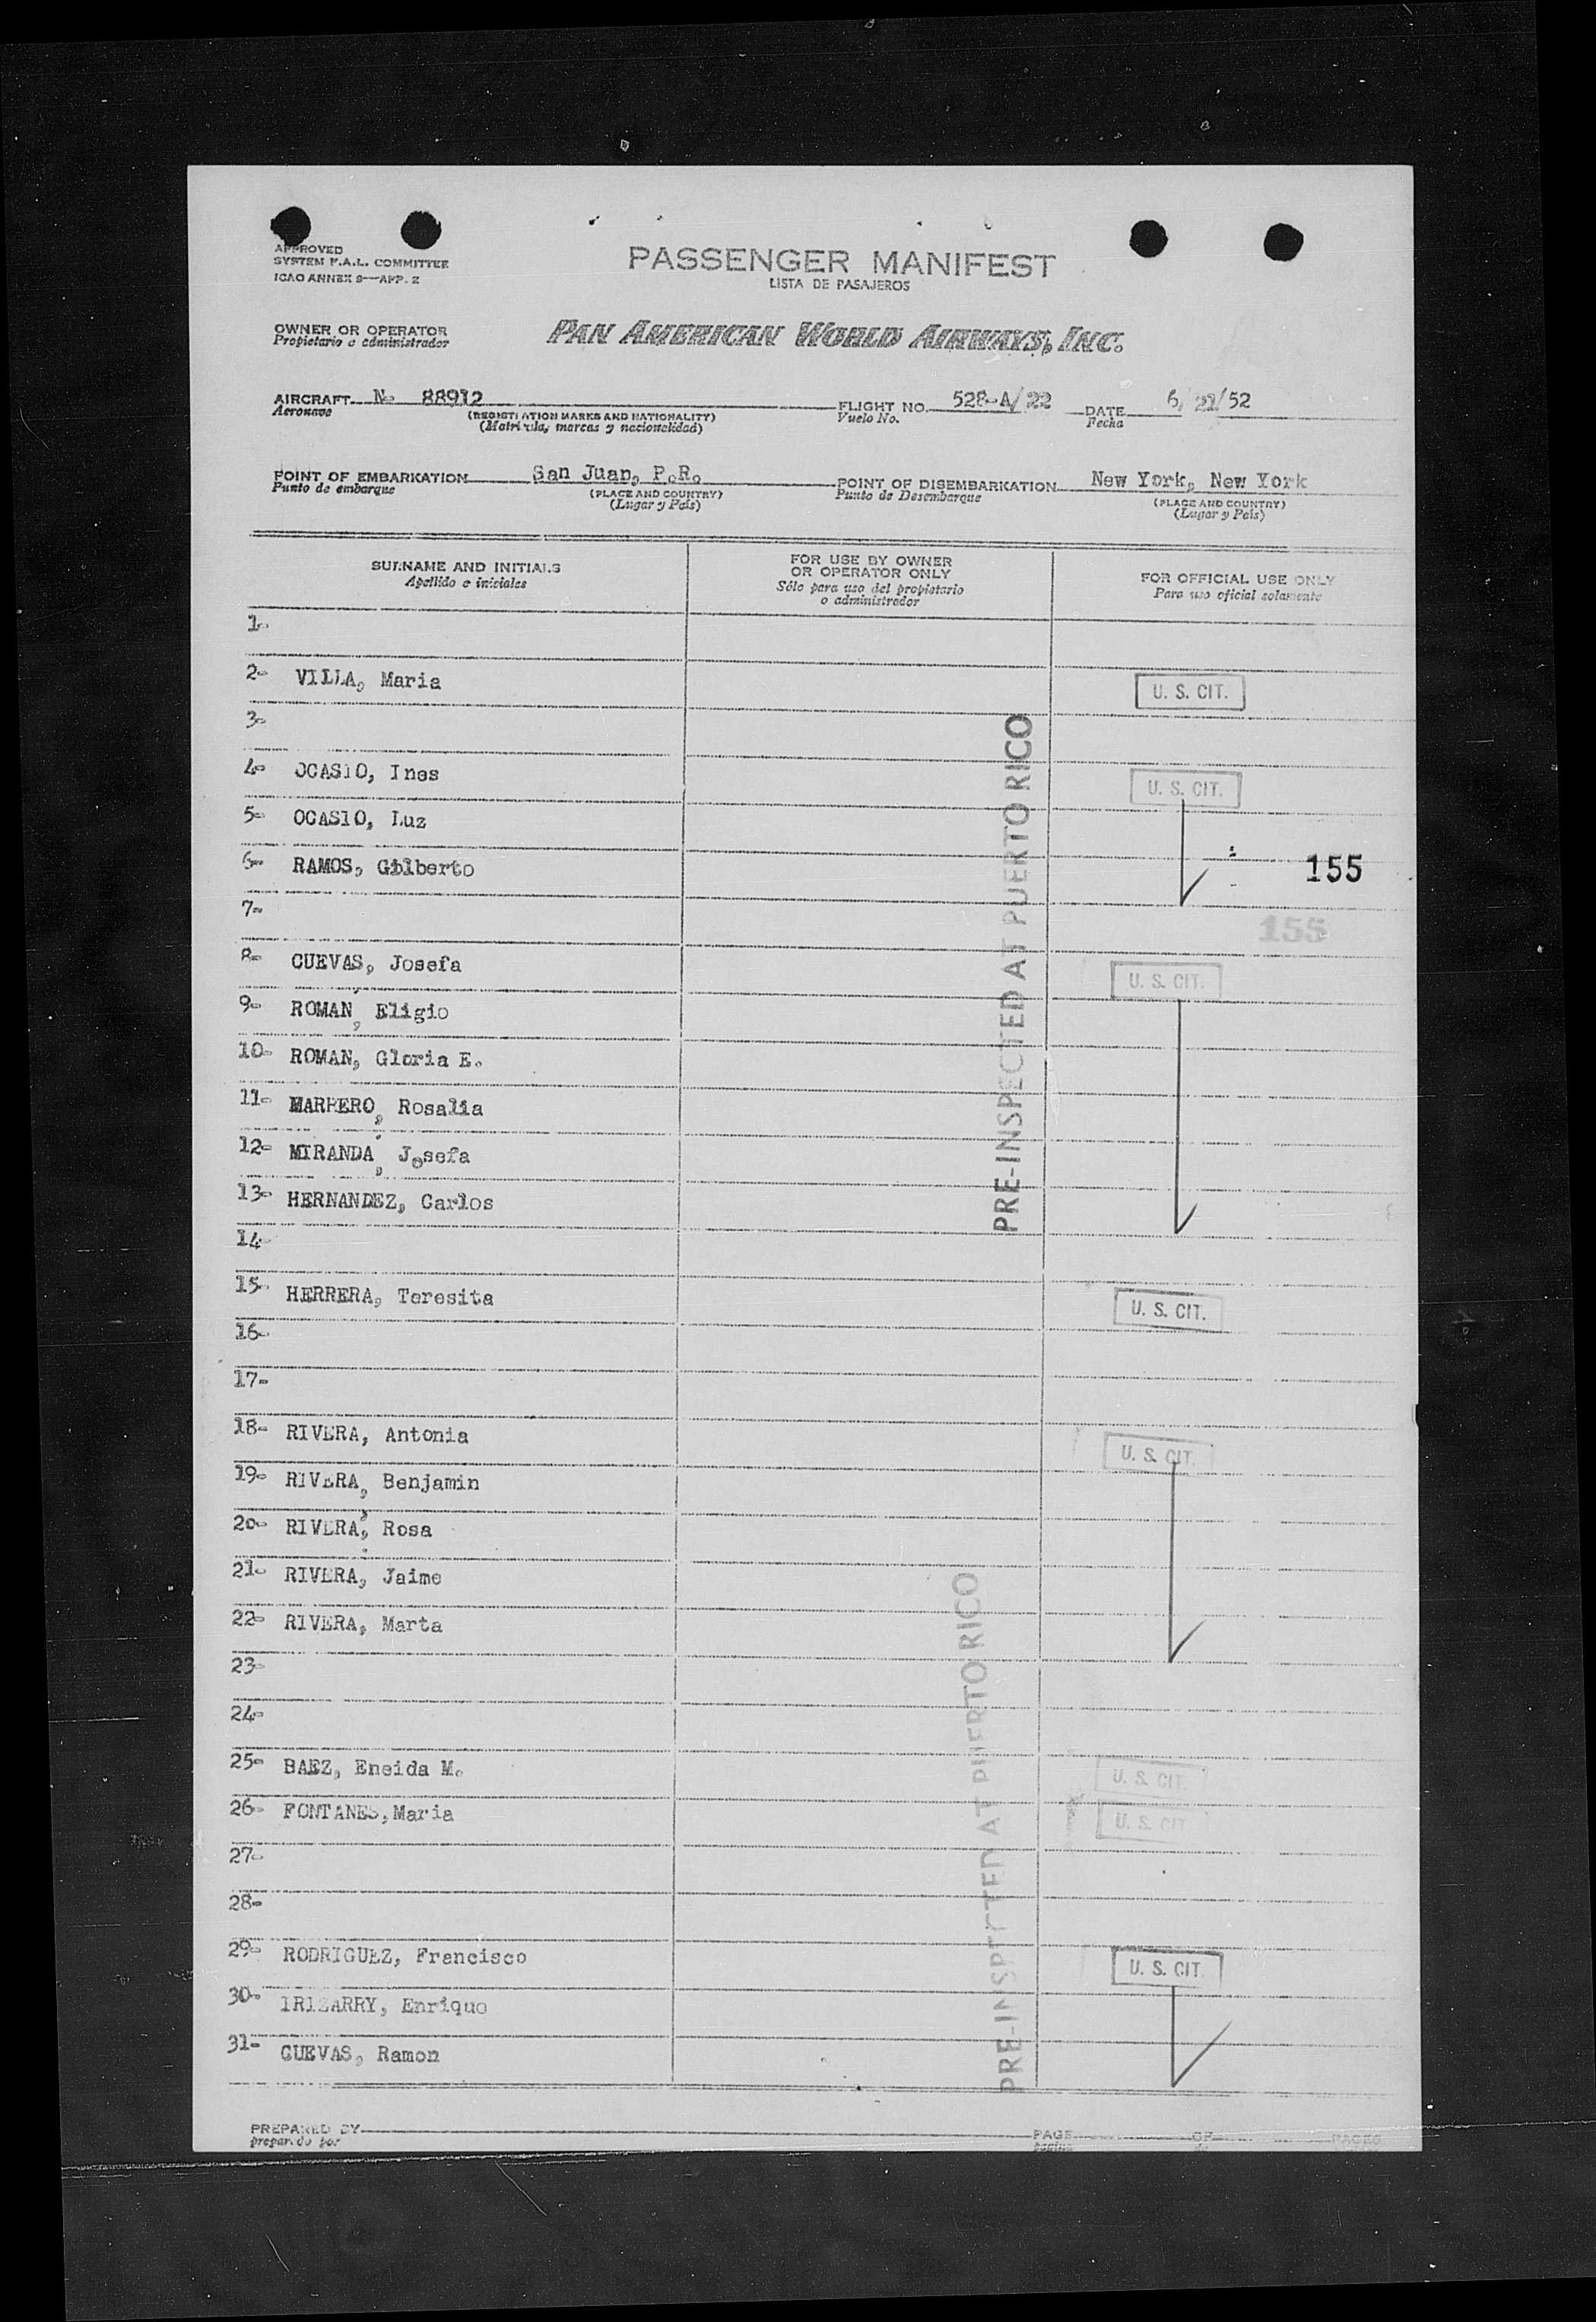 APPROVED
SYSTEM F.A.L. COMMITTEE
ICAO ANNEX 9—APP. 2
PASSENGER MANIFEST
LISTA DE PASAJEROS
OWNER OR OPERATOR
Propietario o administrador
PAN AMERICAN WORLD AIRWAYS, INC.
AIRCRAFT N- 88912
Aeronave
(REGISTRATION MARKS AND NATIONALITY)
(Matrícula, marcas y nacionalidad)
FLIGHT NO. 528-A/22
Vuelo No.
DATE 6/ /52
Fecha
POINT OF EMBARKATION San Juan, P.R.
Punto de embarque
(PLACE AND COUNTRY)
(Lugar y País)
POINT OF DISEMBARKATION New York, New York
Punto de Desembarque
(PLACE AND COUNTRY)
(Lugar y País)
SURNAME AND INITIALS
Apellido e iniciales
FOR USE BY OWNER
OR OPERATOR ONLY
Sólo para uso del propietario
o administrador
FOR OFFICIAL USE ONLY
Para uso oficial solamente
1-
2- VILLA, Maria U. S. CIT.
3-
4- OCASIO, Ines U. S. CIT.
5- OCASIO, Luz
6- RAMOS, Gilberto 155
7-
155
8- CUEVAS, Josefa U. S. CIT.
9- ROMAN, Eligio
10- ROMAN, Gloria E.
11- MARRERO, Rosalia
12- MIRANDA, Josefa
13- HERNANDEZ, Carlos
14-
15- HERRERA, Teresita U. S. CIT.
16-
17-
18- RIVERA, Antonia U. S. CIT.
19- RIVERA, Benjamin
20- RIVERA, Rosa
21- RIVERA, Jaime
22- RIVERA, Marta
23-
24-
25- BAEZ, Eneida M. U. S. CIT.
26- FONTANES, Maria U. S. CIT
27-
28-
29- RODRIGUEZ, Francisco U. S. CIT.
30- IRIZARRY, Enrique
31- CUEVAS, Ramon
PRE-INSPECTED AT PUERTO RICO
PRE-INSPECTED AT PUERTO RICO
PREPARED BY
preparado por
PAGE OF PAGES
página de